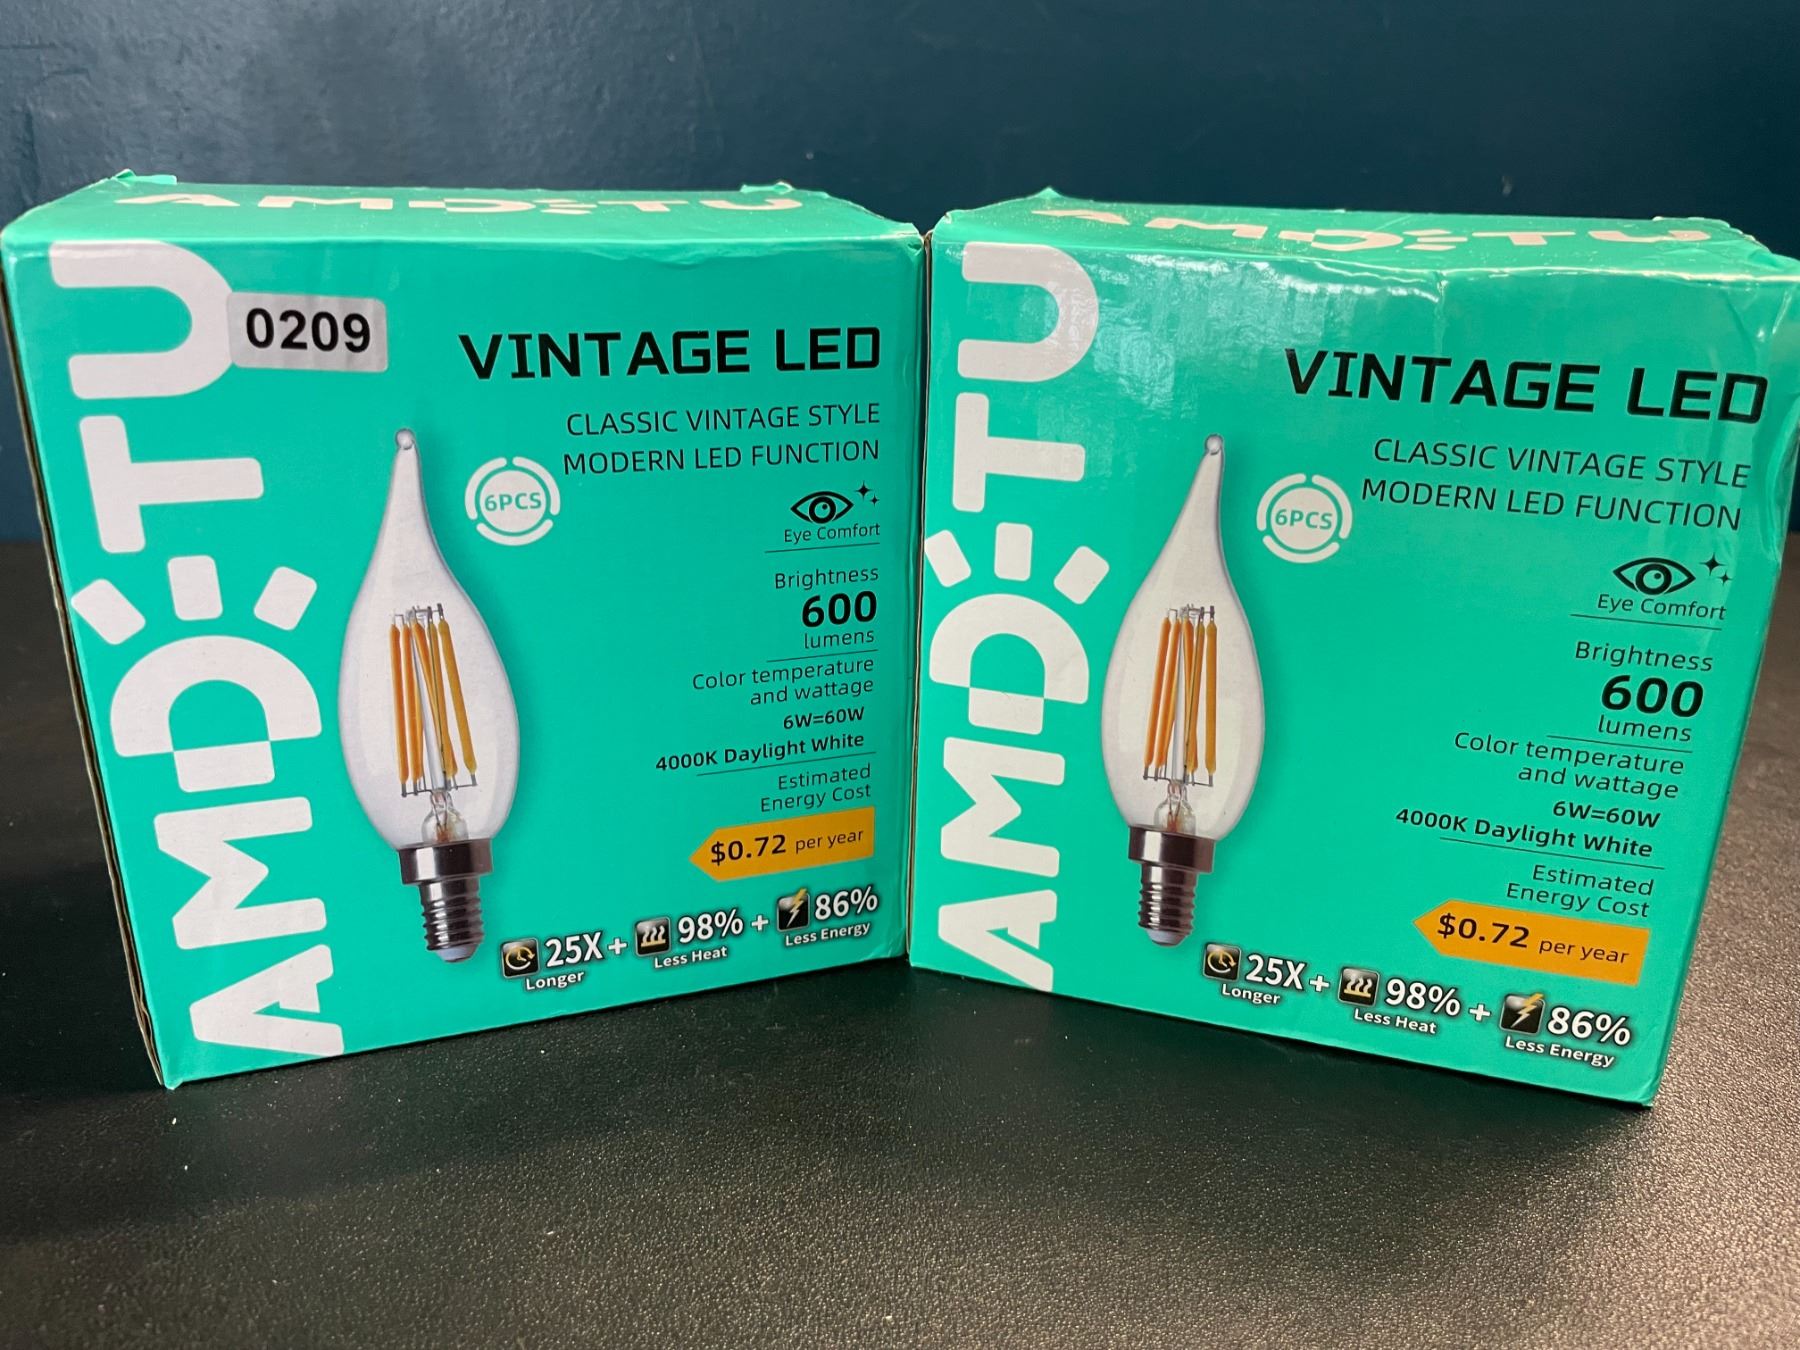 AMDTU
AMDTU
0209
VINTAGE LED
CLASSIC VINTAGE STYLE
MODERN LED FUNCTION
6PCS
Eye Comfort
Brightness
600
lumens
Color temperature
and wattage
6W=60W
4000K Daylight White
Estimated
Energy Cost
$0.72 per year
25X + 98% + 86%
Longer Less Heat Less Energy
AMDTU
AMDTU
VINTAGE LED
CLASSIC VINTAGE STYLE
MODERN LED FUNCTION
6PCS
Eye Comfort
Brightness
600
lumens
Color temperature
and wattage
6W=60W
4000K Daylight White
Estimated
Energy Cost
$0.72 per year
25X + 98% + 86%
Longer Less Heat Less Energy